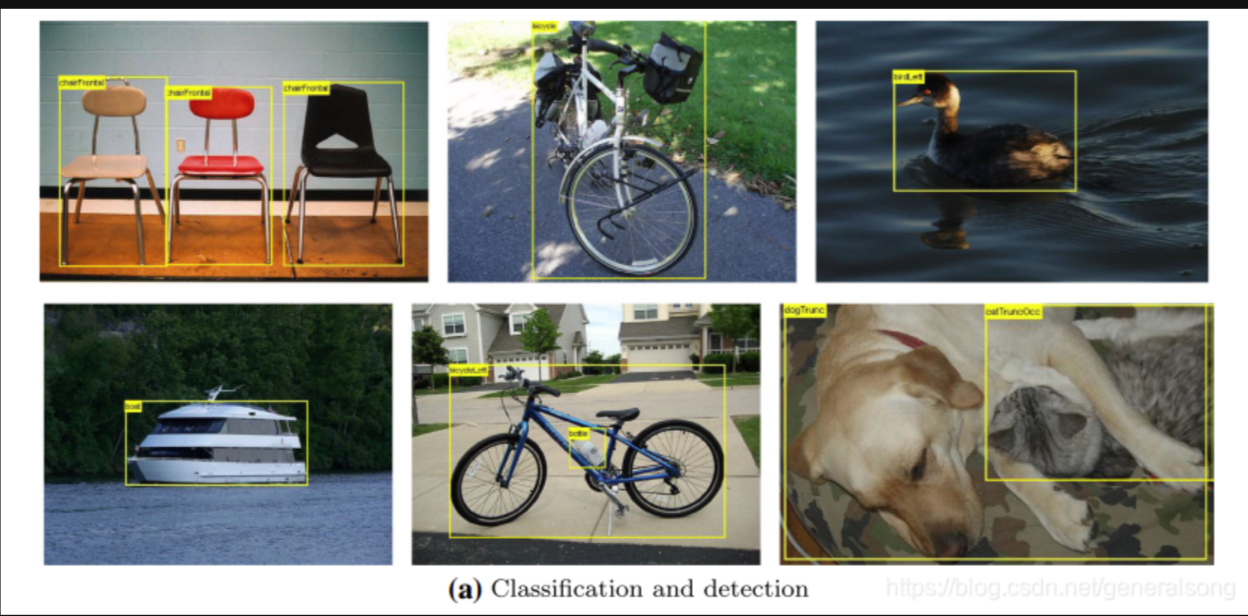 chairFrontal
chairFrontal
chairFrontal
bicycle
birdLeft
boat
bicycleLeft
bottle
dogTrunc
catTruncOcc
(a) Classification and detection
https://blog.csdn.net/generalsong